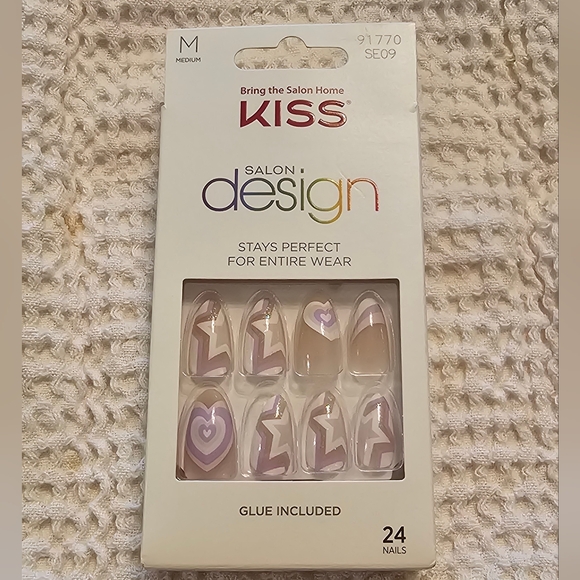 M
MEDIUM
91770
SE09
Bring the Salon Home
KISS®
SALON
design
STAYS PERFECT
FOR ENTIRE WEAR
GLUE INCLUDED
24
NAILS